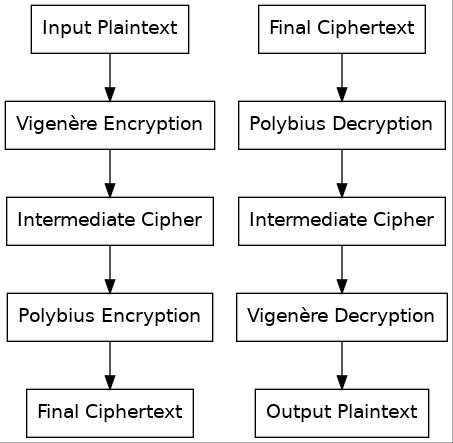 Input Plaintext
Vigenère Encryption
Intermediate Cipher
Polybius Encryption
Final Ciphertext
Final Ciphertext
Polybius Decryption
Intermediate Cipher
Vigenère Decryption
Output Plaintext